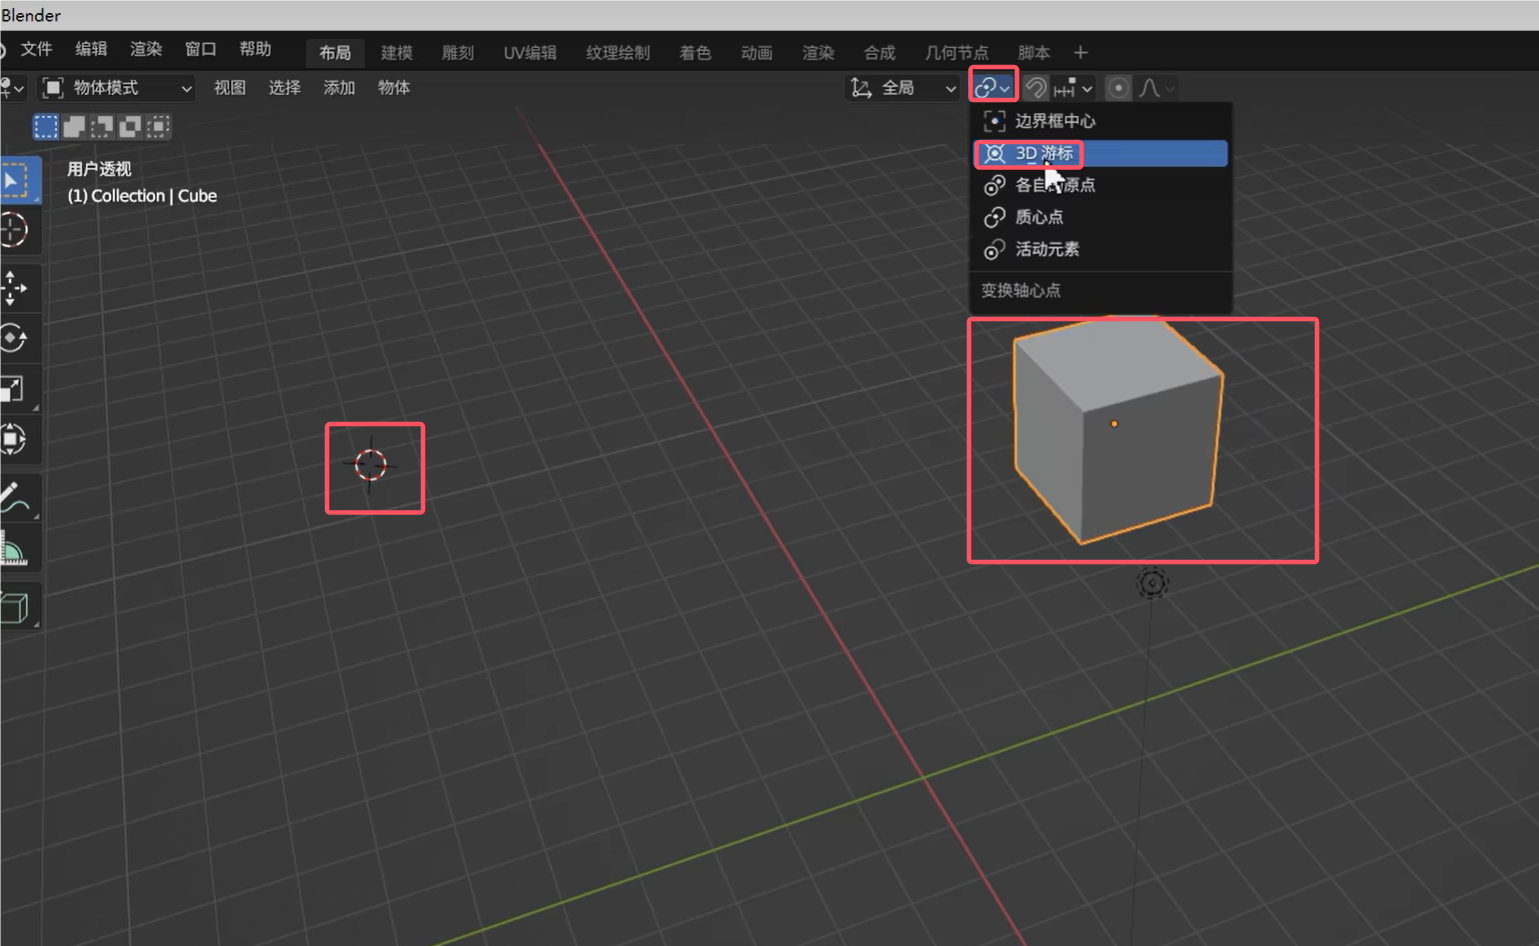 Blender
文件 编辑 渲染 窗口 帮助 布局 建模 雕刻 UV编辑 纹理绘制 着色 动画 渲染 合成 几何节点 脚本 +
物体模式 视图 选择 添加 物体 全局
边界框中心
用户透视
3D 游标
(1) Collection | Cube
各自的原点
质心点
活动元素
变换轴心点